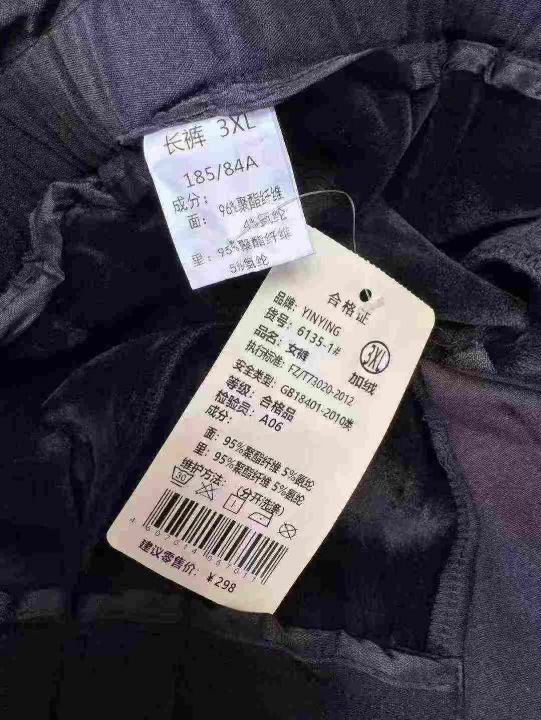 长裤 3XL
185/84A
成分：
面：96%聚酯纤维
4%氨纶
里：95%聚酯纤维
5%氨纶
合格证
品牌：YINYING
货号：6135-1#
3XL
品名：女裤
加绒
执行标准：FZ/T73020-2012
安全类型：GB18401-2010类
等级：合格品
检验员：A06
成分：
面：95%聚酯纤维 5%氨纶
里：95%聚酯纤维 5%氨纶
维护方法：(分开洗涤)
30
建议零售价：￥298